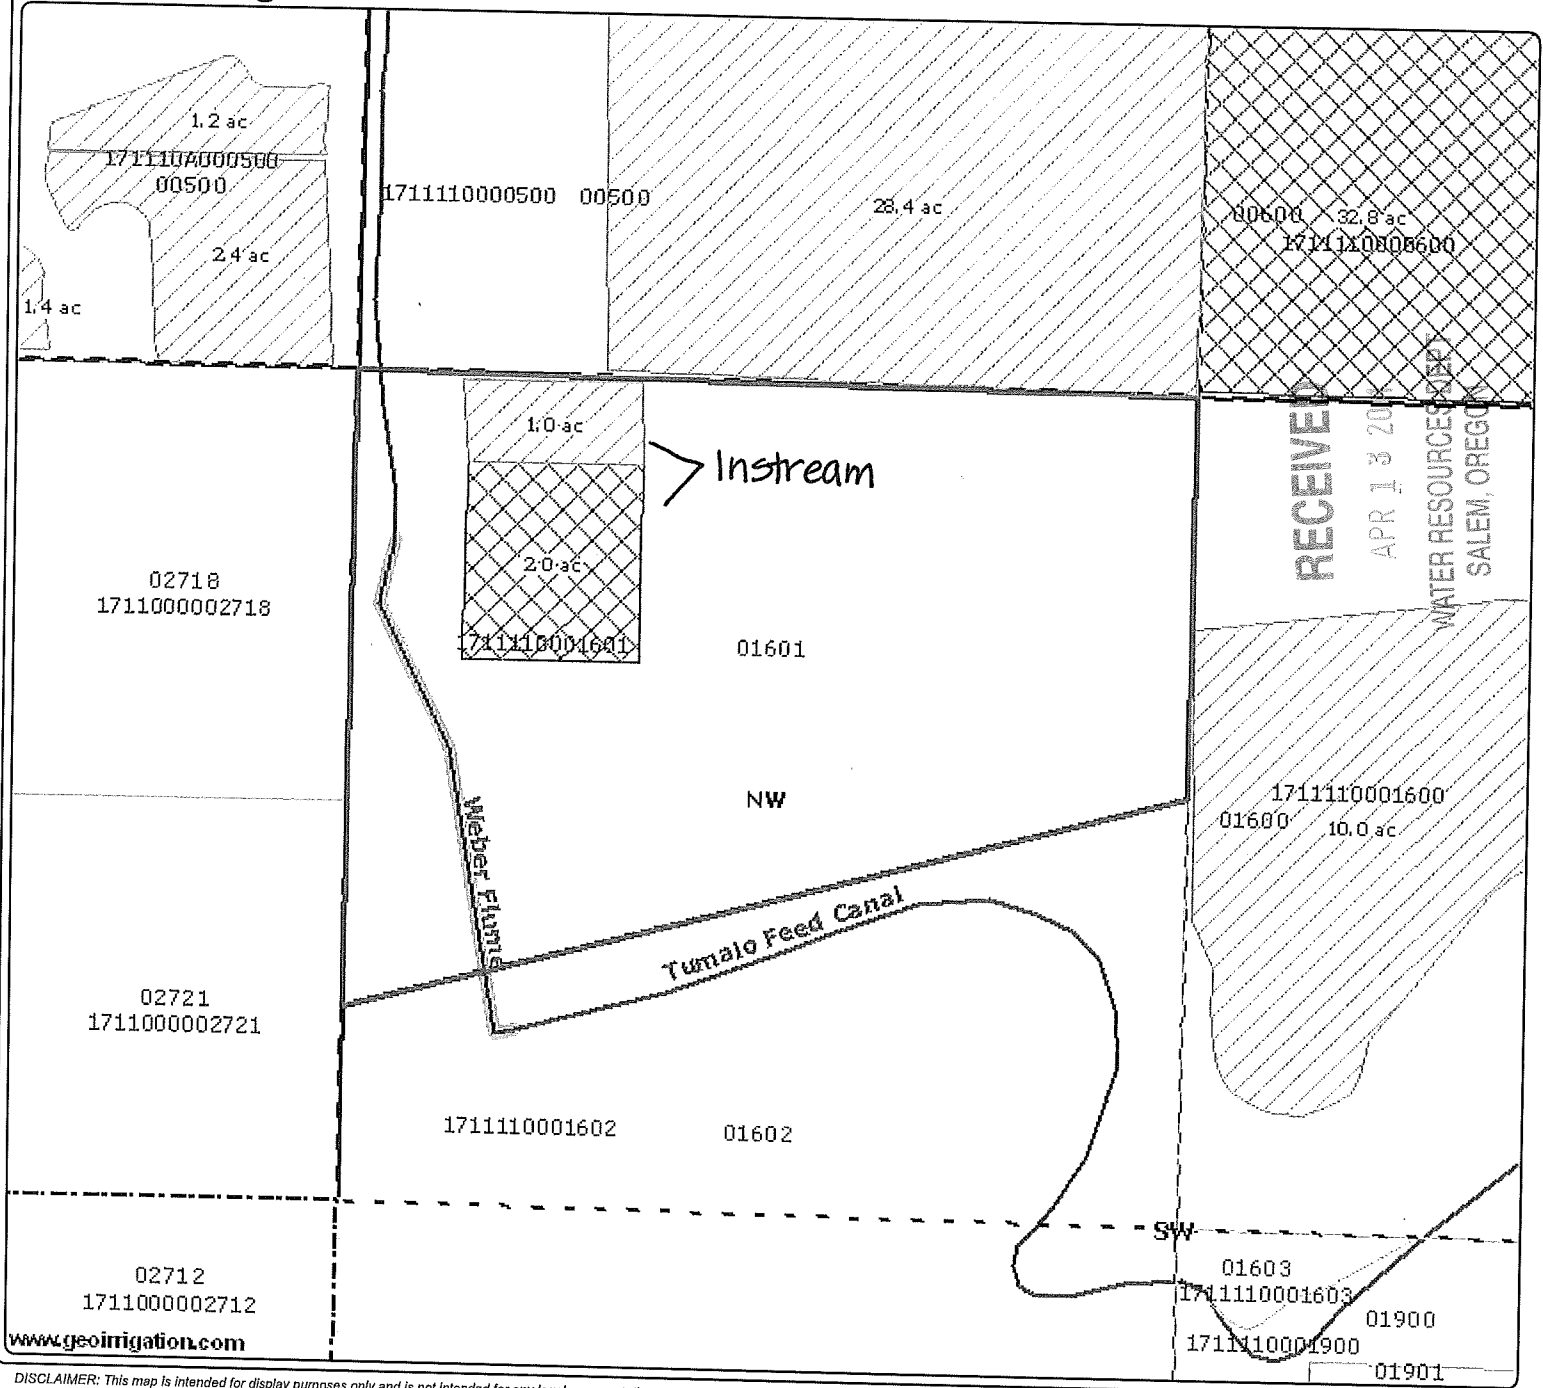 1.2 ac
171110A000500
00500
2.4 ac
1.4 ac
1711110000500 00500
28.4 ac
00600 32.8 ac
1711110000600
1.0 ac
Instream
2.0 ac
1711110001601
01601
RECEIVED
APR 13 20
WATER RESOURCES DEPT
SALEM, OREGON
02718
1711000002718
NW
1711110001600
01600 10.0 ac
Weber Flume
Tumalo Feed Canal
02721
1711000002721
1711110001602 01602
SW
02712
1711000002712
01603
1711110001603
01900
1711110001900
01901
www.geoirrigation.com
DISCLAIMER: This map is intended for display purposes only and is not intended for any